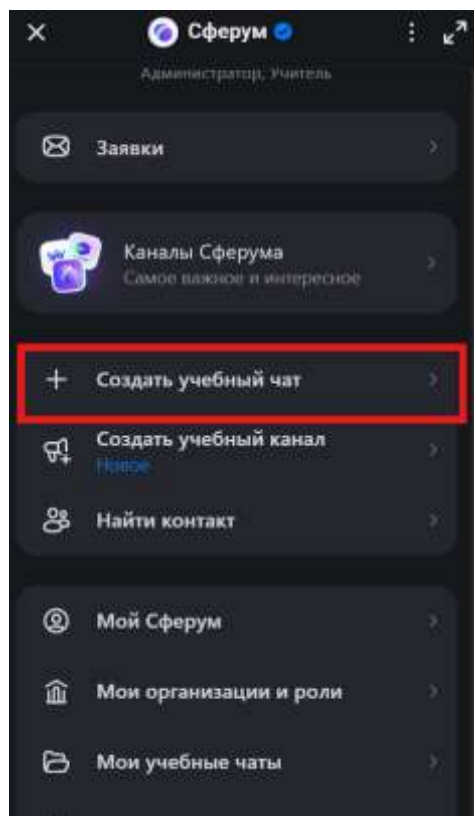 Сферум
Администратор, Учитель
Заявки
Каналы Сферума
Самое важное и интересное
Создать учебный чат
Создать учебный канал
Новое
Найти контакт
Мой Сферум
Мои организации и роли
Мои учебные чаты